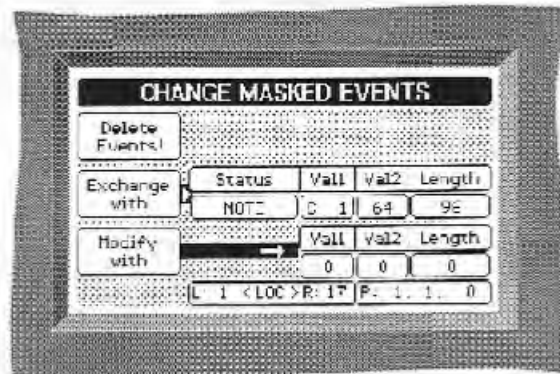 CHANGE MASKED EVENTS
Delete
Events!
Exchange
with
Status Val1 Val2 Length
NOTE 1 64 96
Modify
with
Val1 Val2 Length
0 0 0
L: 1 <LOC> R: 17 P: 1. 1. 0